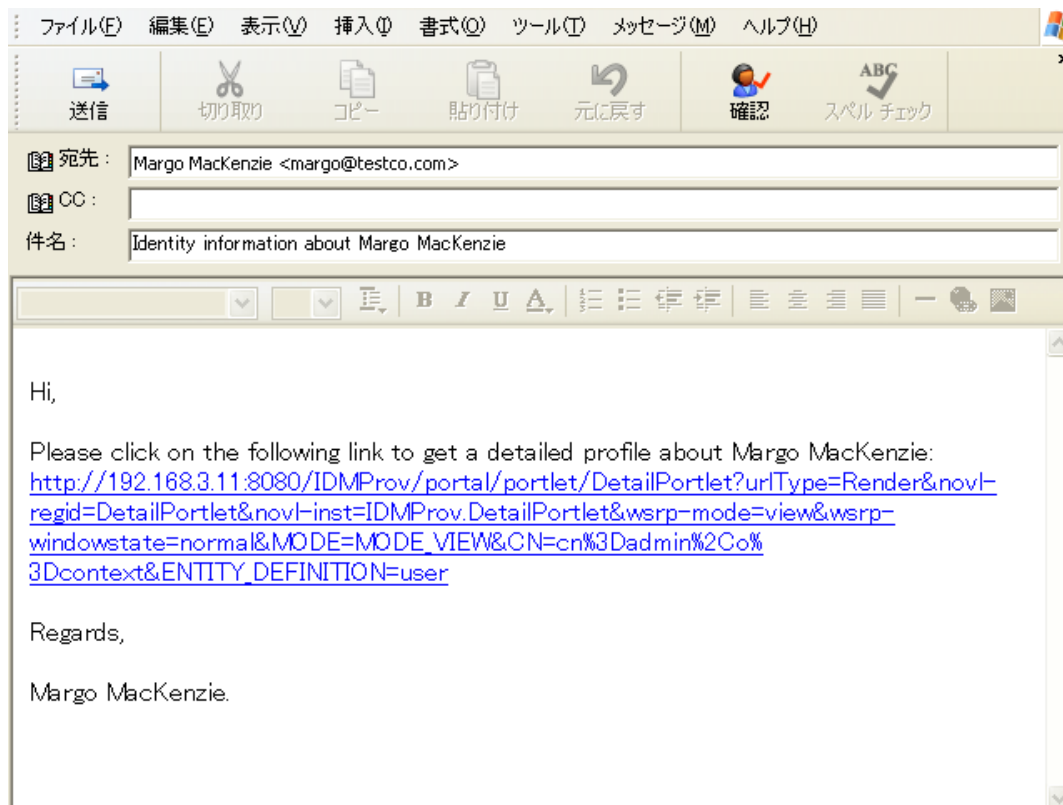 ファイル(F) 編集(E) 表示(V) 挿入(I) 書式(O) ツール(T) メッセージ(M) ヘルプ(H)
送信 切り取り コピー 貼り付け 元に戻す 確認 ABC スペル チェック
宛先: Margo MacKenzie <margo@testco.com>
CC:
件名: Identity information about Margo MacKenzie
B I U A
Hi,
Please click on the following link to get a detailed profile about Margo MacKenzie:
http://192.168.3.11:8080/IDMProv/portal/portlet/DetailPortlet?urlType=Render&novl-
regid=DetailPortlet&novl-inst=IDMProv.DetailPortlet&wsrp-mode=view&wsrp-
windowstate=normal&MODE=MODE_VIEW&CN=cn%3Dadmin%2Co%
3Dcontext&ENTITY_DEFINITION=user
Regards,
Margo MacKenzie.